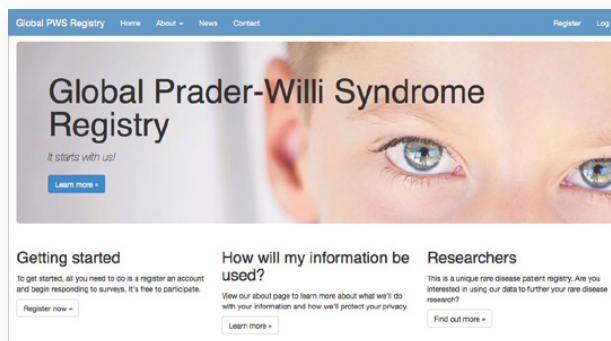 Global PWS Registry Home About News Contact Register Log
Global Prader-Willi Syndrome
Registry
It starts with us!
Learn more »
Getting started
To get started, all you need to do is a register an account
and begin responding to surveys. It's free to participate.
Register now »
How will my information be
used?
View our about page to learn more about what we'll do
with your information and how we'll protect your privacy.
Learn more »
Researchers
This is a unique rare disease patient registry. Are you
interested in using our data to further your rare disease
research?
Find out more »